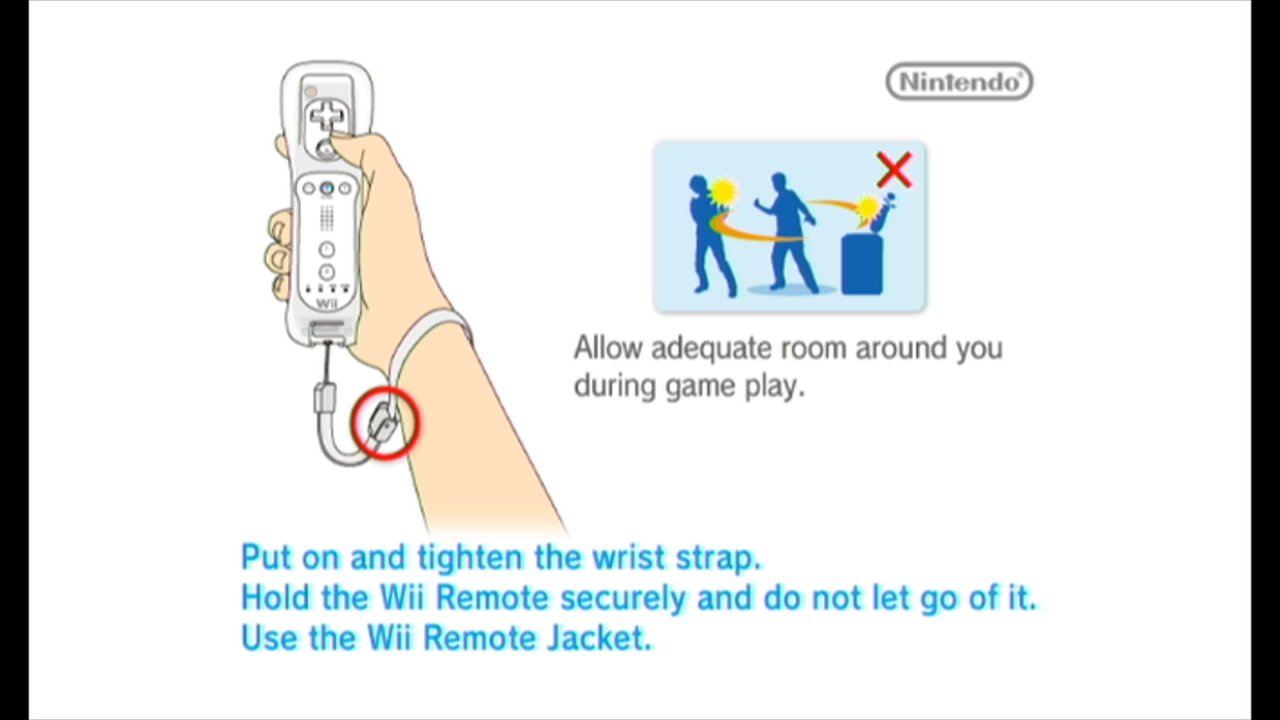 Nintendo®
Allow adequate room around you
during game play.
Wii
Put on and tighten the wrist strap.
Hold the Wii Remote securely and do not let go of it.
Use the Wii Remote Jacket.